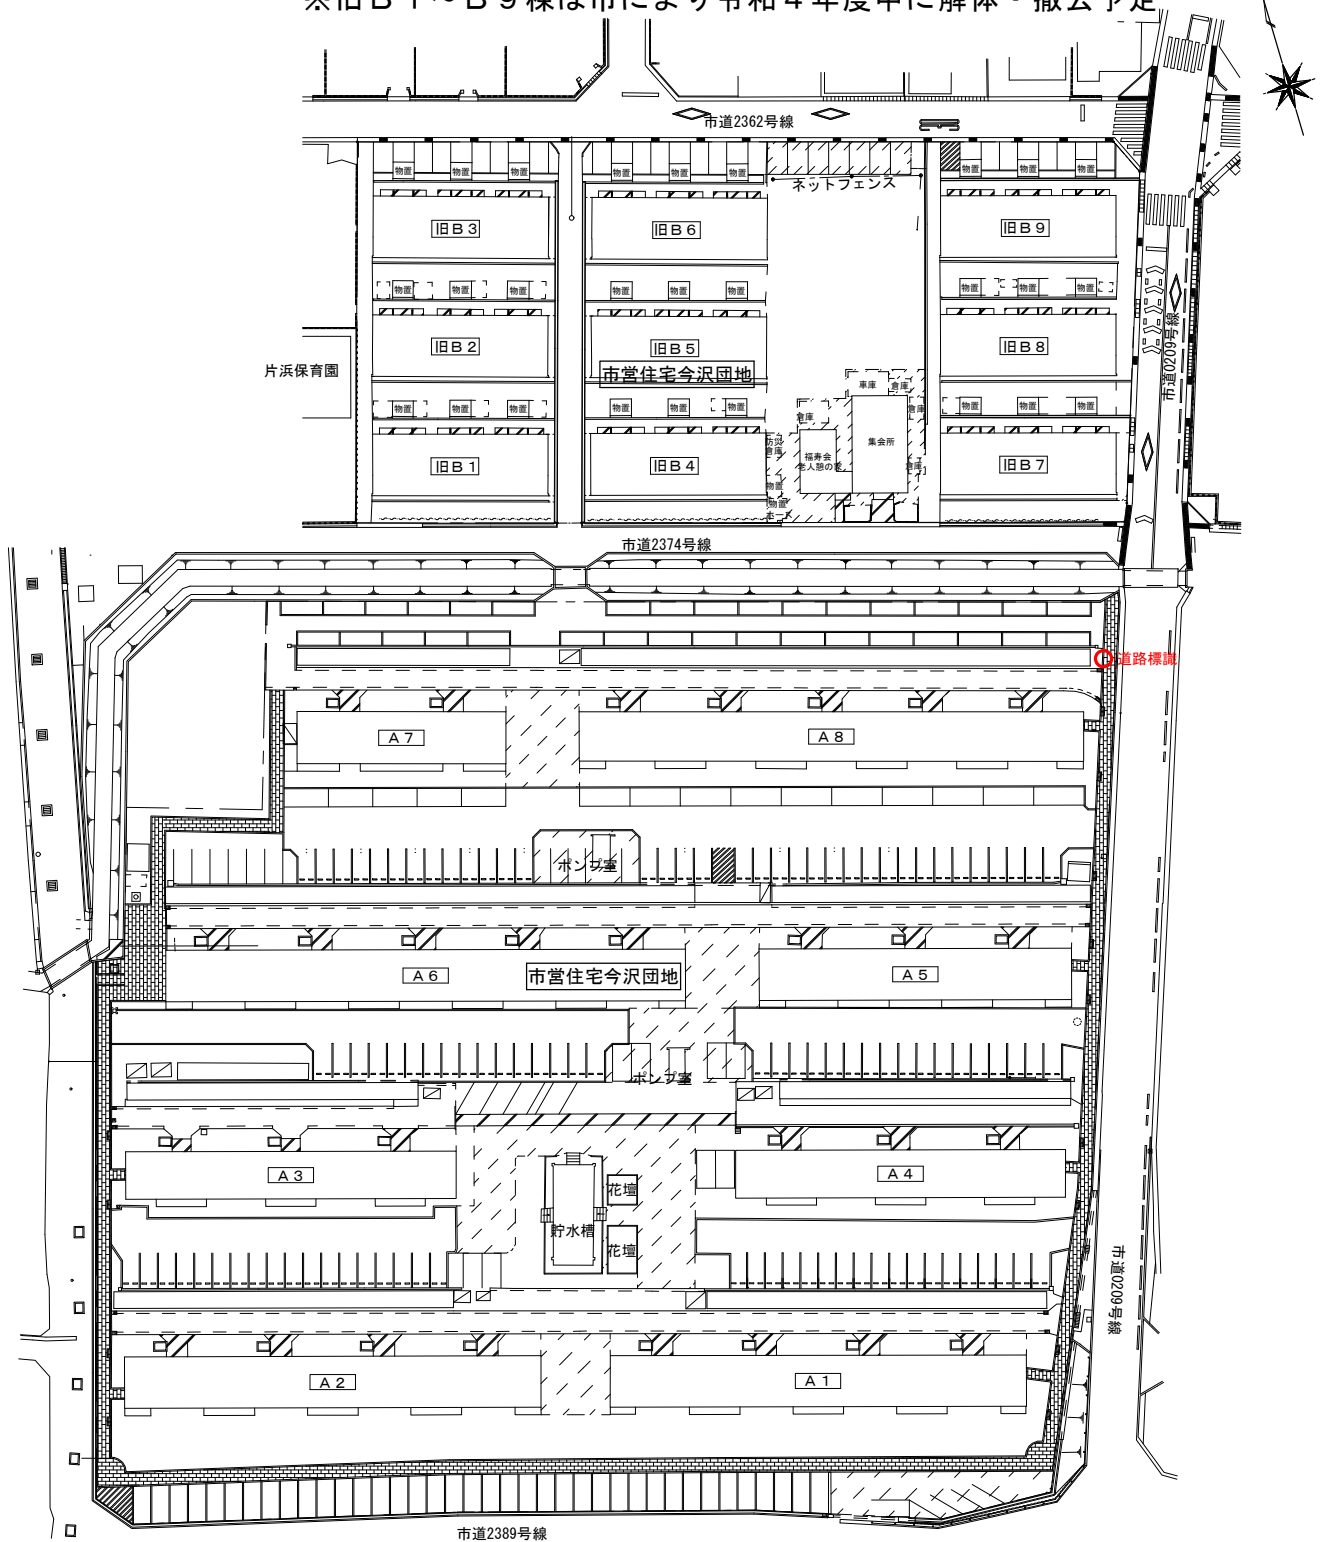 ※旧Ｂ１～Ｂ９棟は市により令和４年度中に解体・撤去予定
市道2362号線
物置 物置 物置 物置 物置 物置 物置 物置 物置
ネットフェンス
旧Ｂ３ 旧Ｂ６ 旧Ｂ９
物置 物置 物置 物置 物置 物置 物置 物置 物置
市道0209号線
旧Ｂ２ 旧Ｂ５ 旧Ｂ８
片浜保育園
市営住宅今沢団地
車庫 倉庫
物置 物置 物置 物置 物置 物置 倉庫 倉庫 物置 物置 物置
防災倉庫
集会所
福寿会
老人憩の家
倉庫
旧Ｂ１ 旧Ｂ４ 旧Ｂ７
物置
物置
ホース
市道2374号線
道路標識
Ａ７ Ａ８
ポンプ室
Ａ６ 市営住宅今沢団地 Ａ５
ポンプ室
Ａ３ Ａ４
花壇
貯水槽
花壇
市道0209号線
Ａ２ Ａ１
市道2389号線